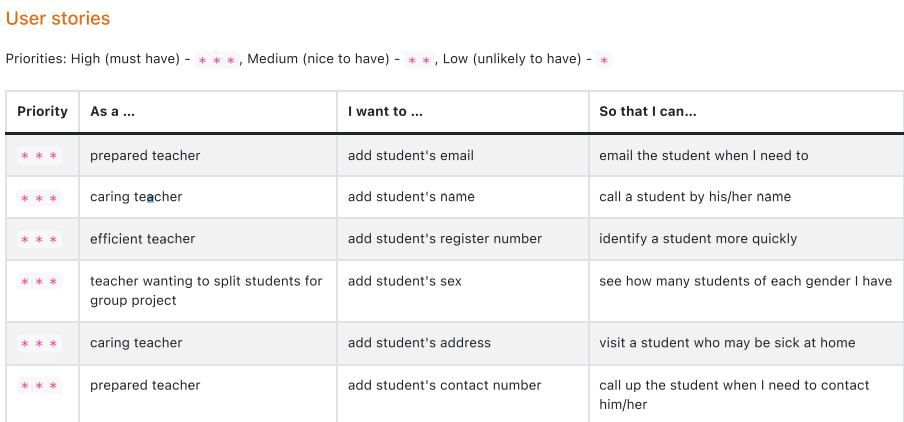 User stories
Priorities: High (must have) - * * *, Medium (nice to have) - * *, Low (unlikely to have) - *
Priority As a ... I want to ... So that I can...
* * * prepared teacher add student's email email the student when I need to
* * * caring teacher add student's name call a student by his/her name
* * * efficient teacher add student's register number identify a student more quickly
* * * teacher wanting to split students for add student's sex see how many students of each gender I have
group project
* * * caring teacher add student's address visit a student who may be sick at home
* * * prepared teacher add student's contact number call up the student when I need to contact
him/her